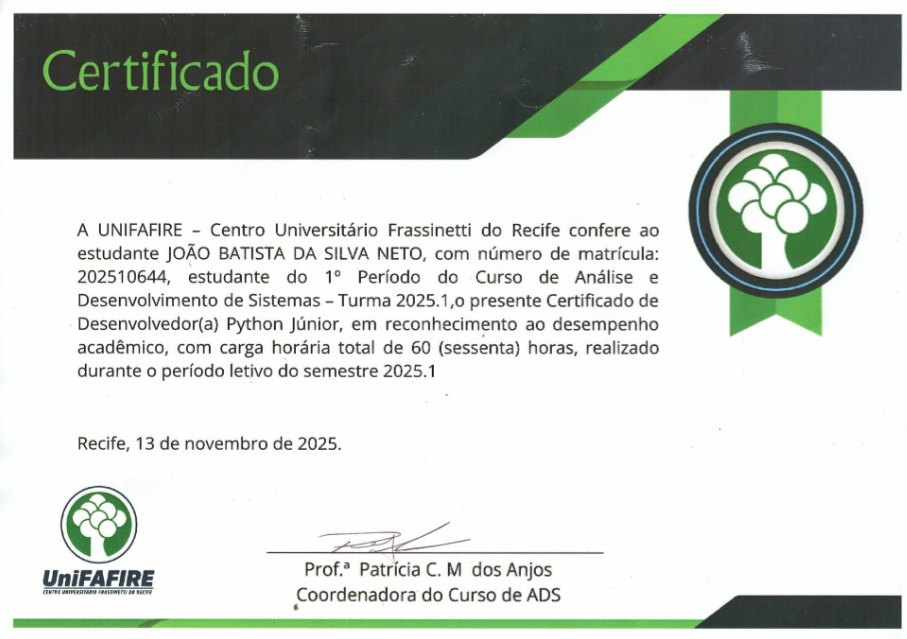 Certificado
A UNIFAFIRE – Centro Universitário Frassinetti do Recife confere ao
estudante JOÃO BATISTA DA SILVA NETO, com número de matrícula:
202510644, estudante do 1º Período do Curso de Análise e
Desenvolvimento de Sistemas – Turma 2025.1,o presente Certificado de
Desenvolvedor(a) Python Júnior, em reconhecimento ao desempenho
acadêmico, com carga horária total de 60 (sessenta) horas, realizado
durante o período letivo do semestre 2025.1
Recife, 13 de novembro de 2025.
UniFAFIRE
CENTRO UNIVERSITÁRIO FRASSINETTI DO RECIFE
Prof.ª Patrícia C. M dos Anjos
Coordenadora do Curso de ADS